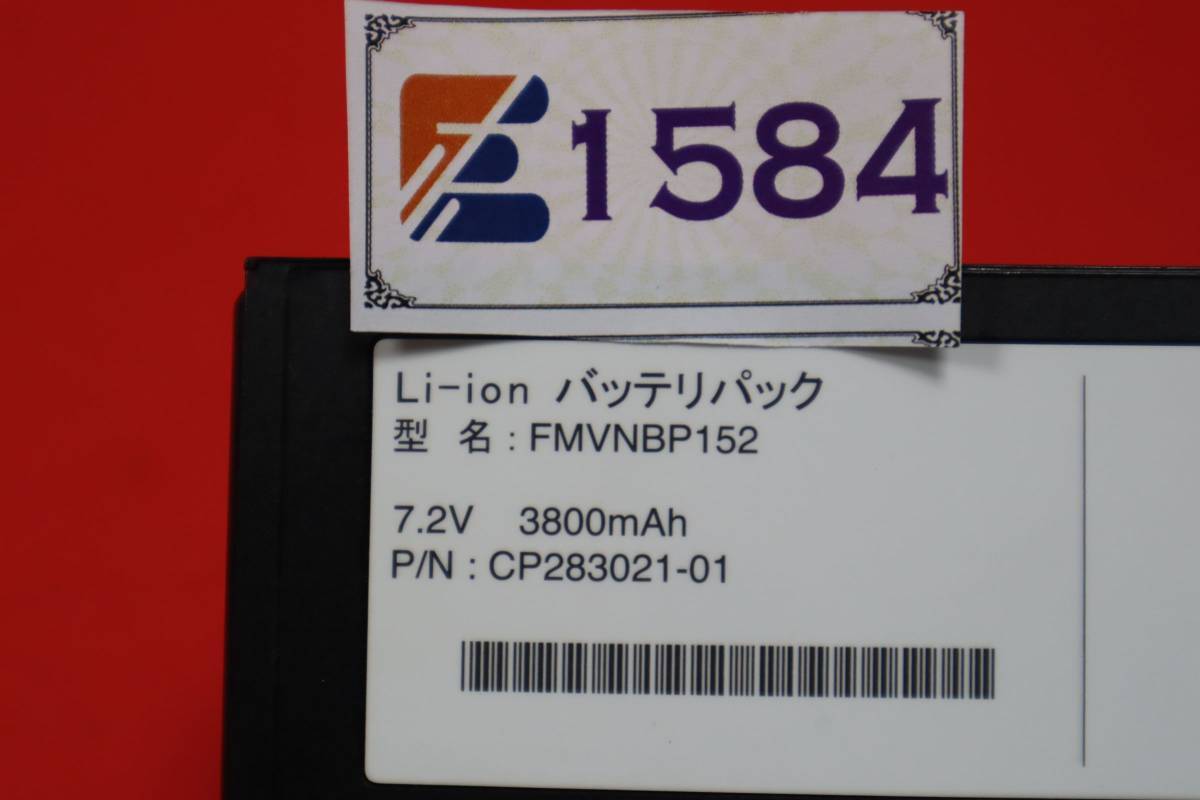 1584
Li-ion バッテリパック
型 名 : FMVNBP152
7.2V 3800mAh
P/N : CP283021-01